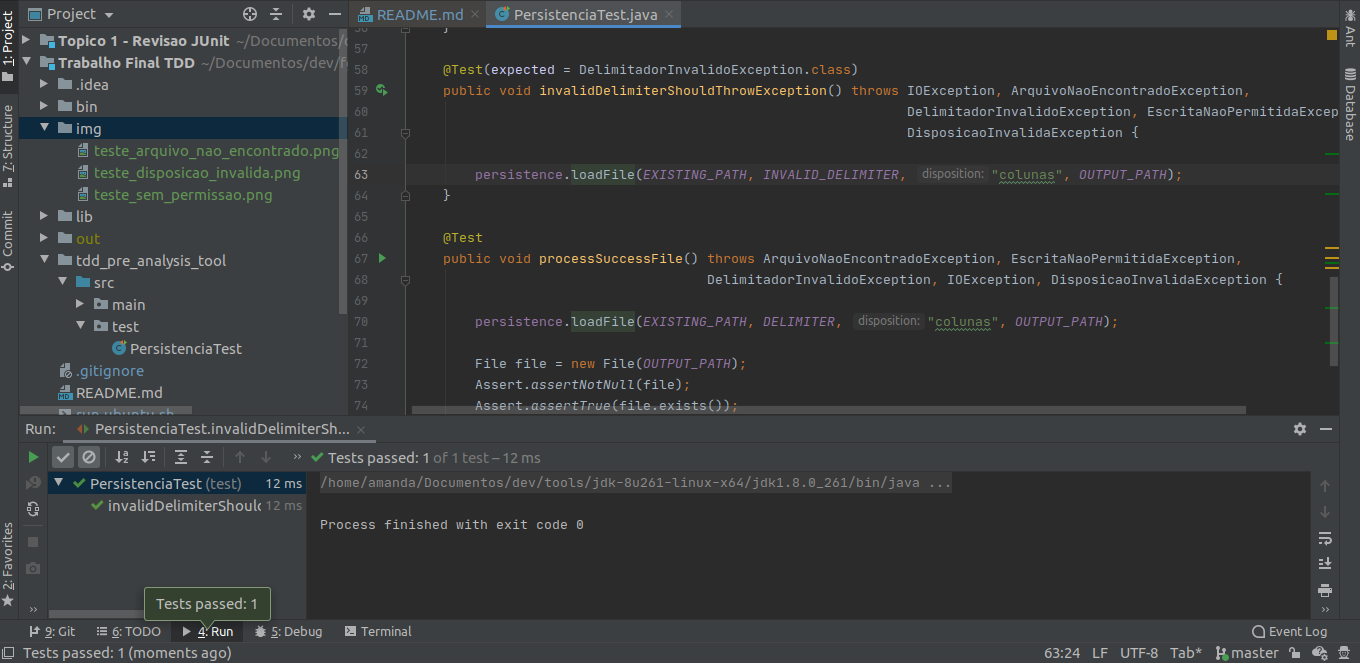 Project
README.md
PersistenciaTest.java
1: Project
7: Structure
Commit
2: Favorites
Ant
Database
Topico 1 - Revisao JUnit ~/Documentos/
Trabalho Final TDD ~/Documentos/dev/
.idea
bin
img
teste_arquivo_nao_encontrado.png
teste_disposicao_invalida.png
teste_sem_permissao.png
lib
out
tdd_pre_analysis_tool
src
main
test
PersistenciaTest
.gitignore
README.md
run-ubuntu.sh
56 }
57
58 @Test(expected = DelimitadorInvalidoException.class)
59 public void invalidDelimiterShouldThrowException() throws IOException, ArquivoNaoEncontradoException,
60 DelimitadorInvalidoException, EscritaNaoPermitidaExcep
61 DisposicaoInvalidaException {
62
63 persistence.loadFile(EXISTING_PATH, INVALID_DELIMITER, disposition: "colunas", OUTPUT_PATH);
64 }
65
66 @Test
67 public void processSuccessFile() throws ArquivoNaoEncontradoException, EscritaNaoPermitidaException,
68 DelimitadorInvalidoException, IOException, DisposicaoInvalidaException {
69
70 persistence.loadFile(EXISTING_PATH, DELIMITER, disposition: "colunas", OUTPUT_PATH);
71
72 File file = new File(OUTPUT_PATH);
73 Assert.assertNotNull(file);
74 Assert.assertTrue(file.exists());
Run: PersistenciaTest.invalidDelimiterSh...
Tests passed: 1 of 1 test – 12 ms
PersistenciaTest (test) 12 ms
invalidDelimiterShoul 12 ms
/home/amanda/Documentos/dev/tools/jdk-8u261-linux-x64/jdk1.8.0_261/bin/java ...
Process finished with exit code 0
Tests passed: 1
9: Git
6: TODO
4: Run
5: Debug
Terminal
Event Log
Tests passed: 1 (moments ago)
63:24 LF UTF-8 Tab* master